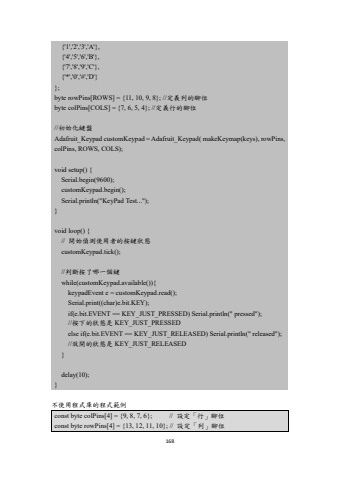 {'1','2','3','A'},
{'4','5','6','B'},
{'7','8','9','C'},
{'*','0','#','D'}
};
byte rowPins[ROWS] = {11, 10, 9, 8}; //定義列的腳位
byte colPins[COLS] = {7, 6, 5, 4}; //定義行的腳位
//初始化鍵盤
Adafruit_Keypad customKeypad = Adafruit_Keypad( makeKeymap(keys), rowPins,
colPins, ROWS, COLS);
void setup() {
Serial.begin(9600);
customKeypad.begin();
Serial.println("KeyPad Test...");
}
void loop() {
// 開始偵測使用者的按鍵狀態
customKeypad.tick();
//判斷按了哪一個鍵
while(customKeypad.available()){
keypadEvent e = customKeypad.read();
Serial.print((char)e.bit.KEY);
if(e.bit.EVENT == KEY_JUST_PRESSED) Serial.println(" pressed");
//按下的狀態是 KEY_JUST_PRESSED
else if(e.bit.EVENT == KEY_JUST_RELEASED) Serial.println(" released");
//放開的狀態是 KEY_JUST_RELEASED
}
delay(10);
}
不使用程式庫的程式範例
const byte colPins[4] = {9, 8, 7, 6}; // 設定「行」腳位
const byte rowPins[4] = {13, 12, 11, 10}; // 設定「列」腳位
168